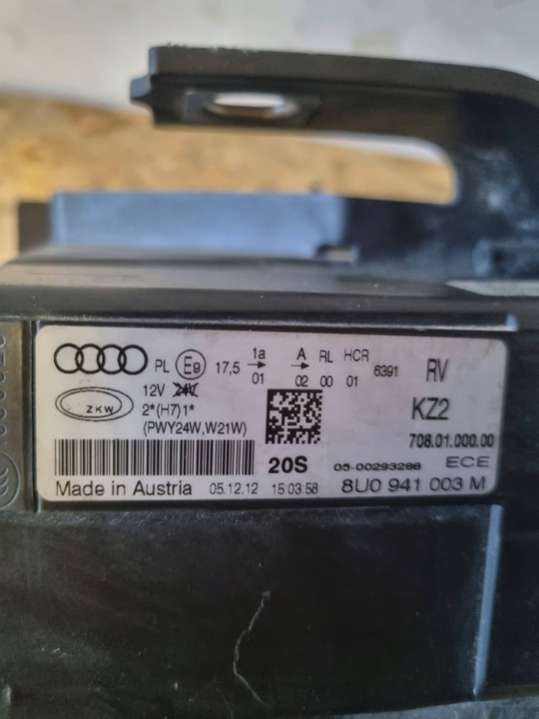 PL E9 17,5 1a 01 A 02 RL 00 HCR 01 6391 RV
12V 24V
ZKW 2*(H7)1* KZ2
(PWY24W,W21W) 708.01.000.00
20S 05-00293288 ECE
Made in Austria 05.12.12 15:03:58 8U0 941 003 M